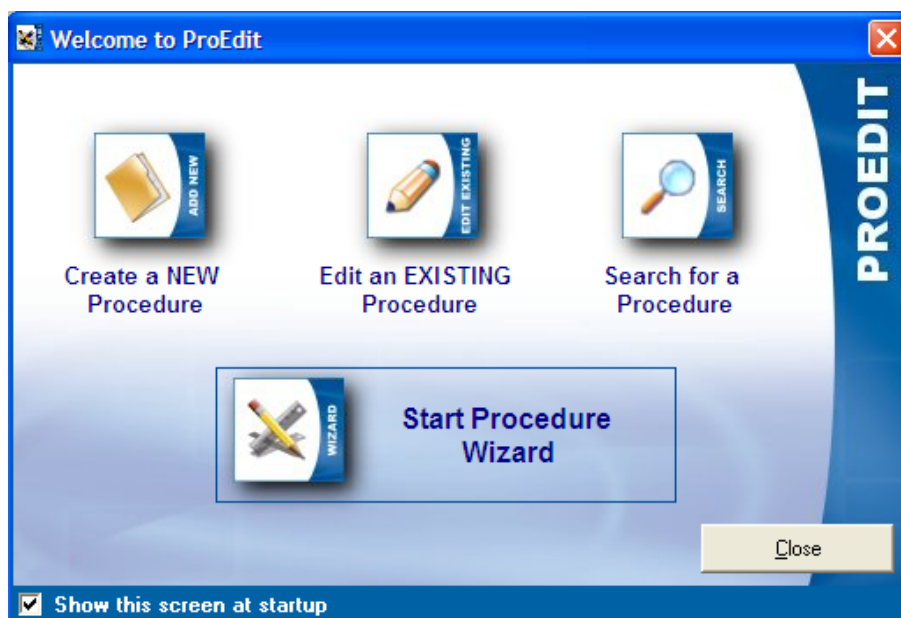 Welcome to ProEdit
PROEDIT
ADD NEW
EDIT EXISTING
SEARCH
Create a NEW
Procedure
Edit an EXISTING
Procedure
Search for a
Procedure
WIZARD
Start Procedure
Wizard
Close
Show this screen at startup